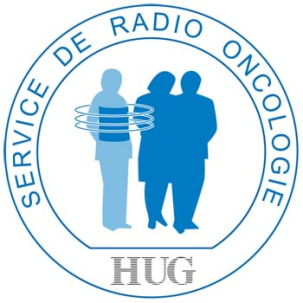 SERVICE DE RADIO ONCOLOGIE
HUG